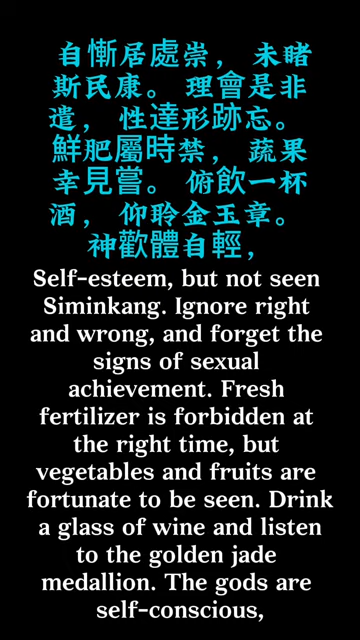 自慚居處崇， 未睹
斯民康。 理會是非
遣， 性達形跡忘。
鮮肥屬時禁， 蔬果
幸見嘗。 俯飲一杯
酒， 仰聆金玉章。
神歡體自輕，
Self-esteem, but not seen
Siminkang. Ignore right
and wrong, and forget the
signs of sexual
achievement. Fresh
fertilizer is forbidden at
the right time, but
vegetables and fruits are
fortunate to be seen. Drink
a glass of wine and listen
to the golden jade
medallion. The gods are
self-conscious,